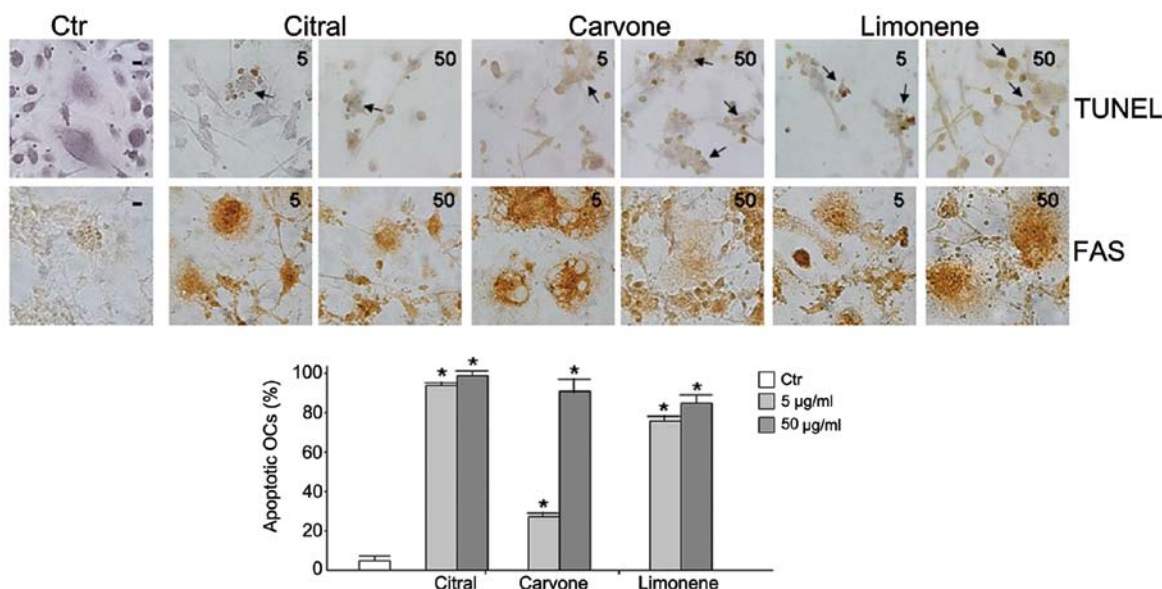 Ctr Citral Carvone Limonene
5 50 5 50 5 50 TUNEL
5 50 5 50 5 50 FAS
Apoptotic OCs (%)
100
80
60
40
20
0
* * * * * *
Ctr
5 µg/ml
50 µg/ml
Citral Carvone Limonene